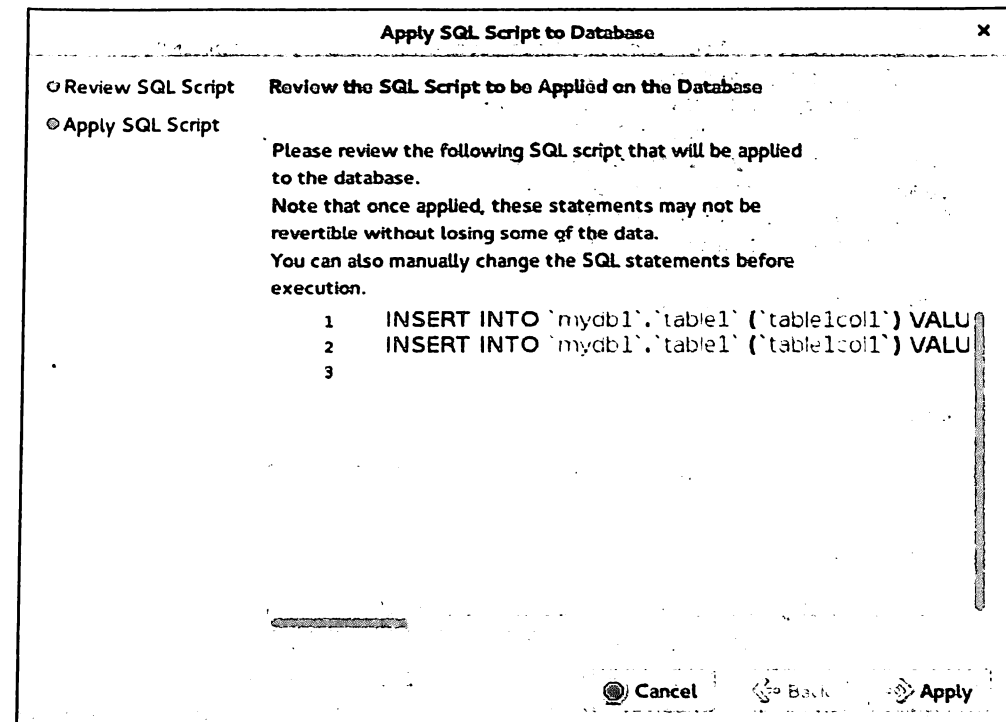 Apply SQL Script to Database
Review SQL Script
Apply SQL Script
Review the SQL Script to be Applied on the Database
Please review the following SQL script that will be applied
to the database.
Note that once applied, these statements may not be
revertible without losing some of the data.
You can also manually change the SQL statements before
execution.
1 INSERT INTO `mydb1`.`table1` (`table1col1`) VALU
2 INSERT INTO `mydb1`.`table1` (`table1col1`) VALU
3
Cancel Back Apply